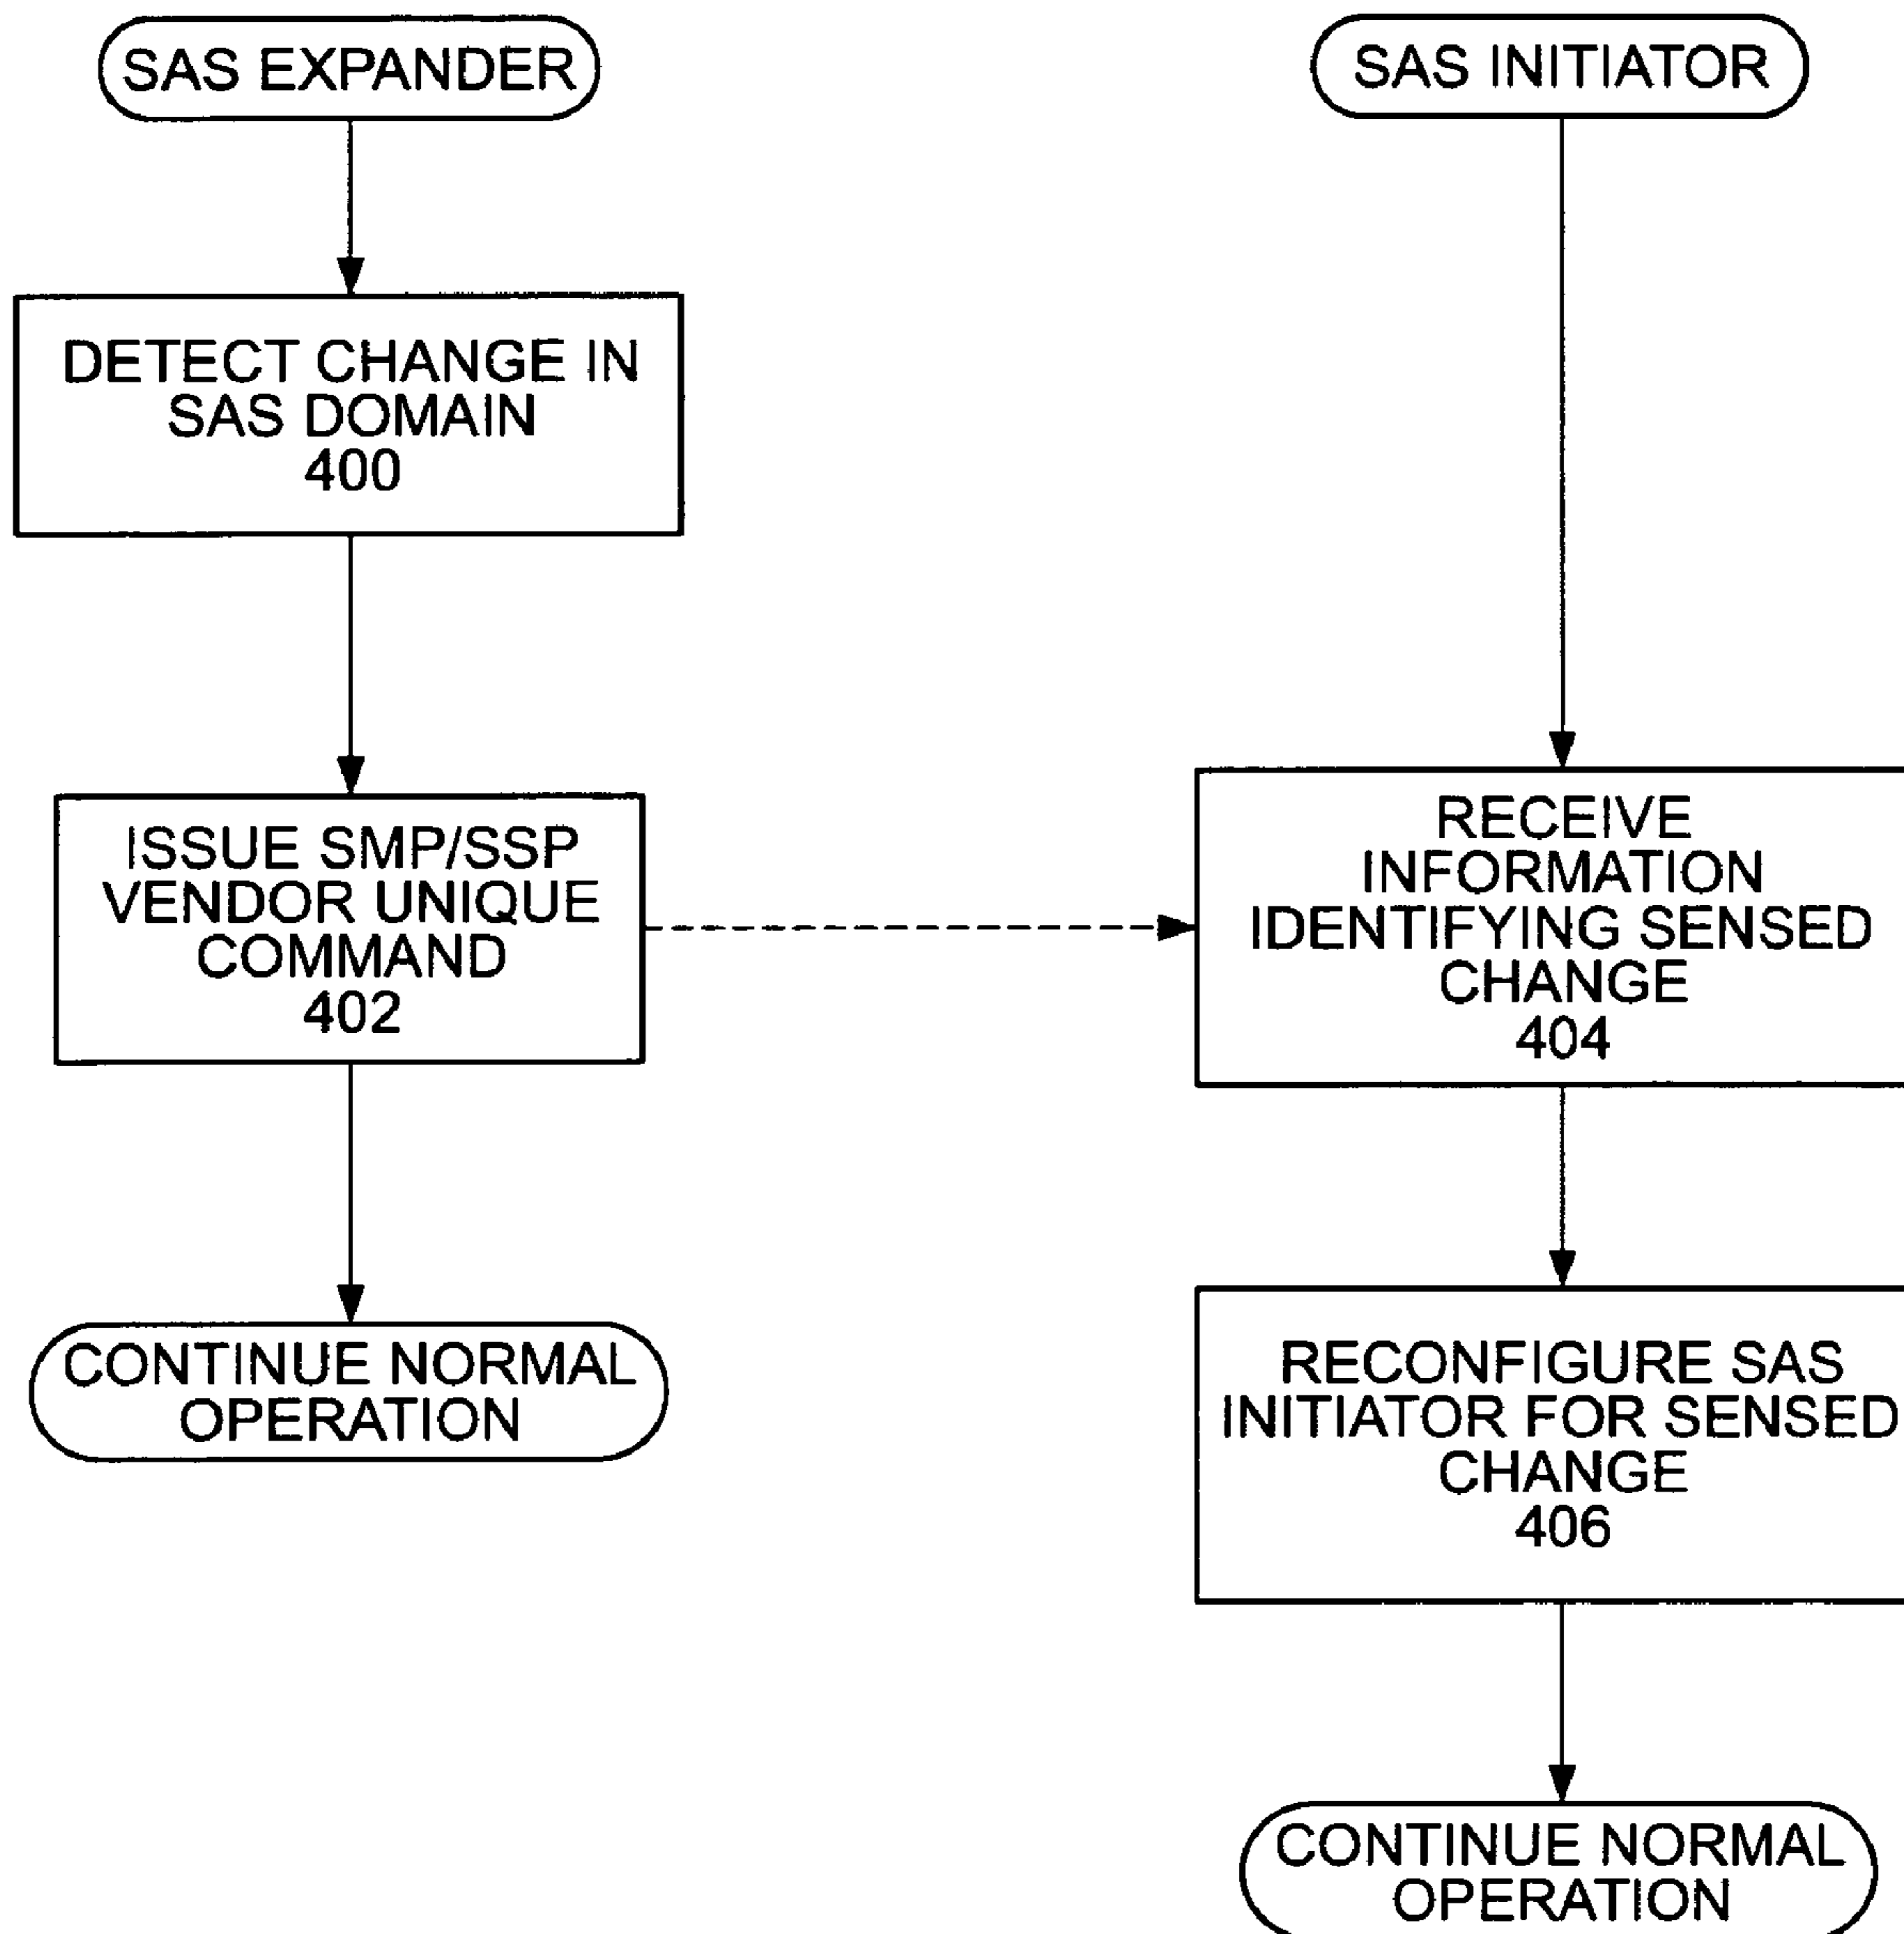 SAS EXPANDER
DETECT CHANGE IN
SAS DOMAIN
400
ISSUE SMP/SSP
VENDOR UNIQUE
COMMAND
402
CONTINUE NORMAL
OPERATION
SAS INITIATOR
RECEIVE
INFORMATION
IDENTIFYING SENSED
CHANGE
404
RECONFIGURE SAS
INITIATOR FOR SENSED
CHANGE
406
CONTINUE NORMAL
OPERATION